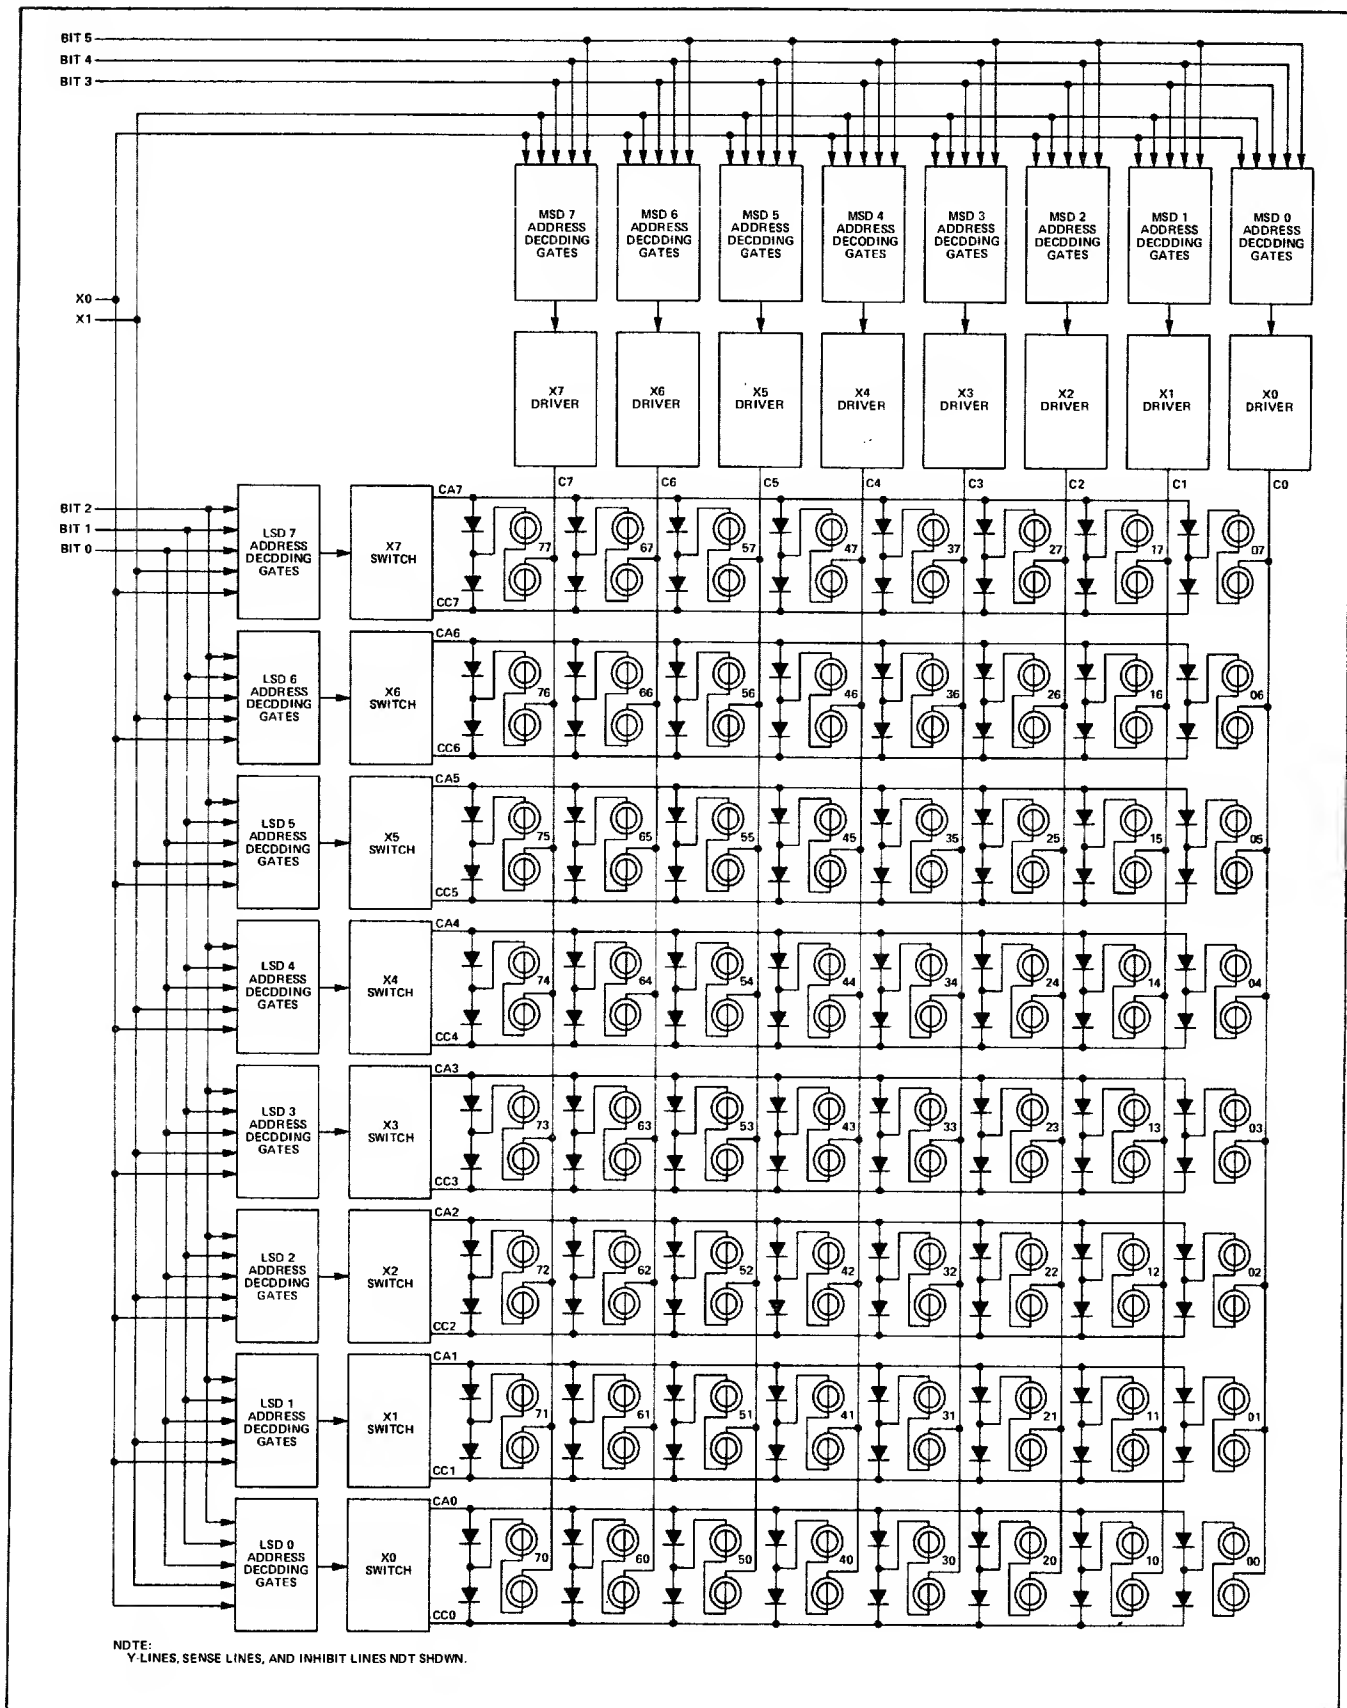 BIT 5
BIT 4
BIT 3
MSD 7 ADDRESS DECDDING GATES
MSD 6 ADDRESS DECDDING GATES
MSD 5 ADDRESS DECDDING GATES
MSD 4 ADDRESS DECODING GATES
MSD 3 ADDRESS DECDDING GATES
MSD 2 ADDRESS DECDDING GATES
MSD 1 ADDRESS DECDDING GATES
MSD 0 ADDRESS DECDDING GATES
X0
X1
X7 DRIVER
X6 DRIVER
X5 DRIVER
X4 DRIVER
X3 DRIVER
X2 DRIVER
X1 DRIVER
X0 DRIVER
C7 C6 C5 C4 C3 C2 C1 C0
BIT 2
BIT 1
BIT 0
LSD 7 ADDRESS DECDDING GATES
X7 SWITCH
CA7
77 67 57 47 37 27 17 07
CC7
LSD 6 ADDRESS DECDDING GATES
X6 SWITCH
CA6
76 66 56 46 36 26 16 06
CC6
LSD 5 ADDRESS DECDDING GATES
X5 SWITCH
CA5
75 65 55 45 35 25 15 05
CC5
LSD 4 ADDRESS DECDDING GATES
X4 SWITCH
CA4
74 64 54 44 34 24 14 04
CC4
LSD 3 ADDRESS DECDDING GATES
X3 SWITCH
CA3
73 63 53 43 33 23 13 03
CC3
LSD 2 ADDRESS DECDDING GATES
X2 SWITCH
CA2
72 62 52 42 32 22 12 02
CC2
LSD 1 ADDRESS DECDDING GATES
X1 SWITCH
CA1
71 61 51 41 31 21 11 01
CC1
LSD 0 ADDRESS DECDDING GATES
X0 SWITCH
CA0
70 60 50 40 30 20 10 00
CC0
NDTE:
Y-LINES, SENSE LINES, AND INHIBIT LINES NDT SHDWN.